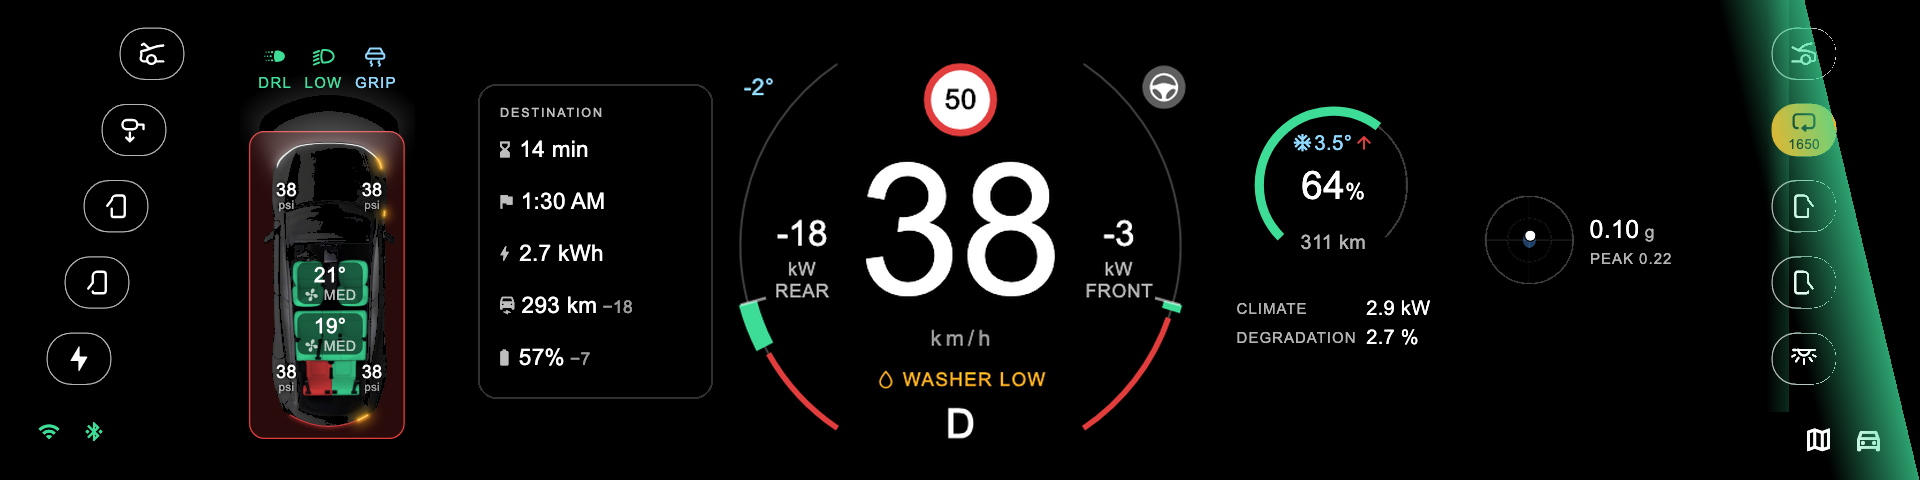 DRL LOW GRIP
38 psi
38 psi
21°
MED
19°
MED
38 psi
38 psi
DESTINATION
14 min
1:30 AM
2.7 kWh
293 km –18
57% –7
-2°
50
38
km/h
-18
kW
REAR
-3
kW
FRONT
WASHER LOW
D
3.5°
64%
311 km
CLIMATE 2.9 kW
DEGRADATION 2.7 %
0.10 g
PEAK 0.22
1650